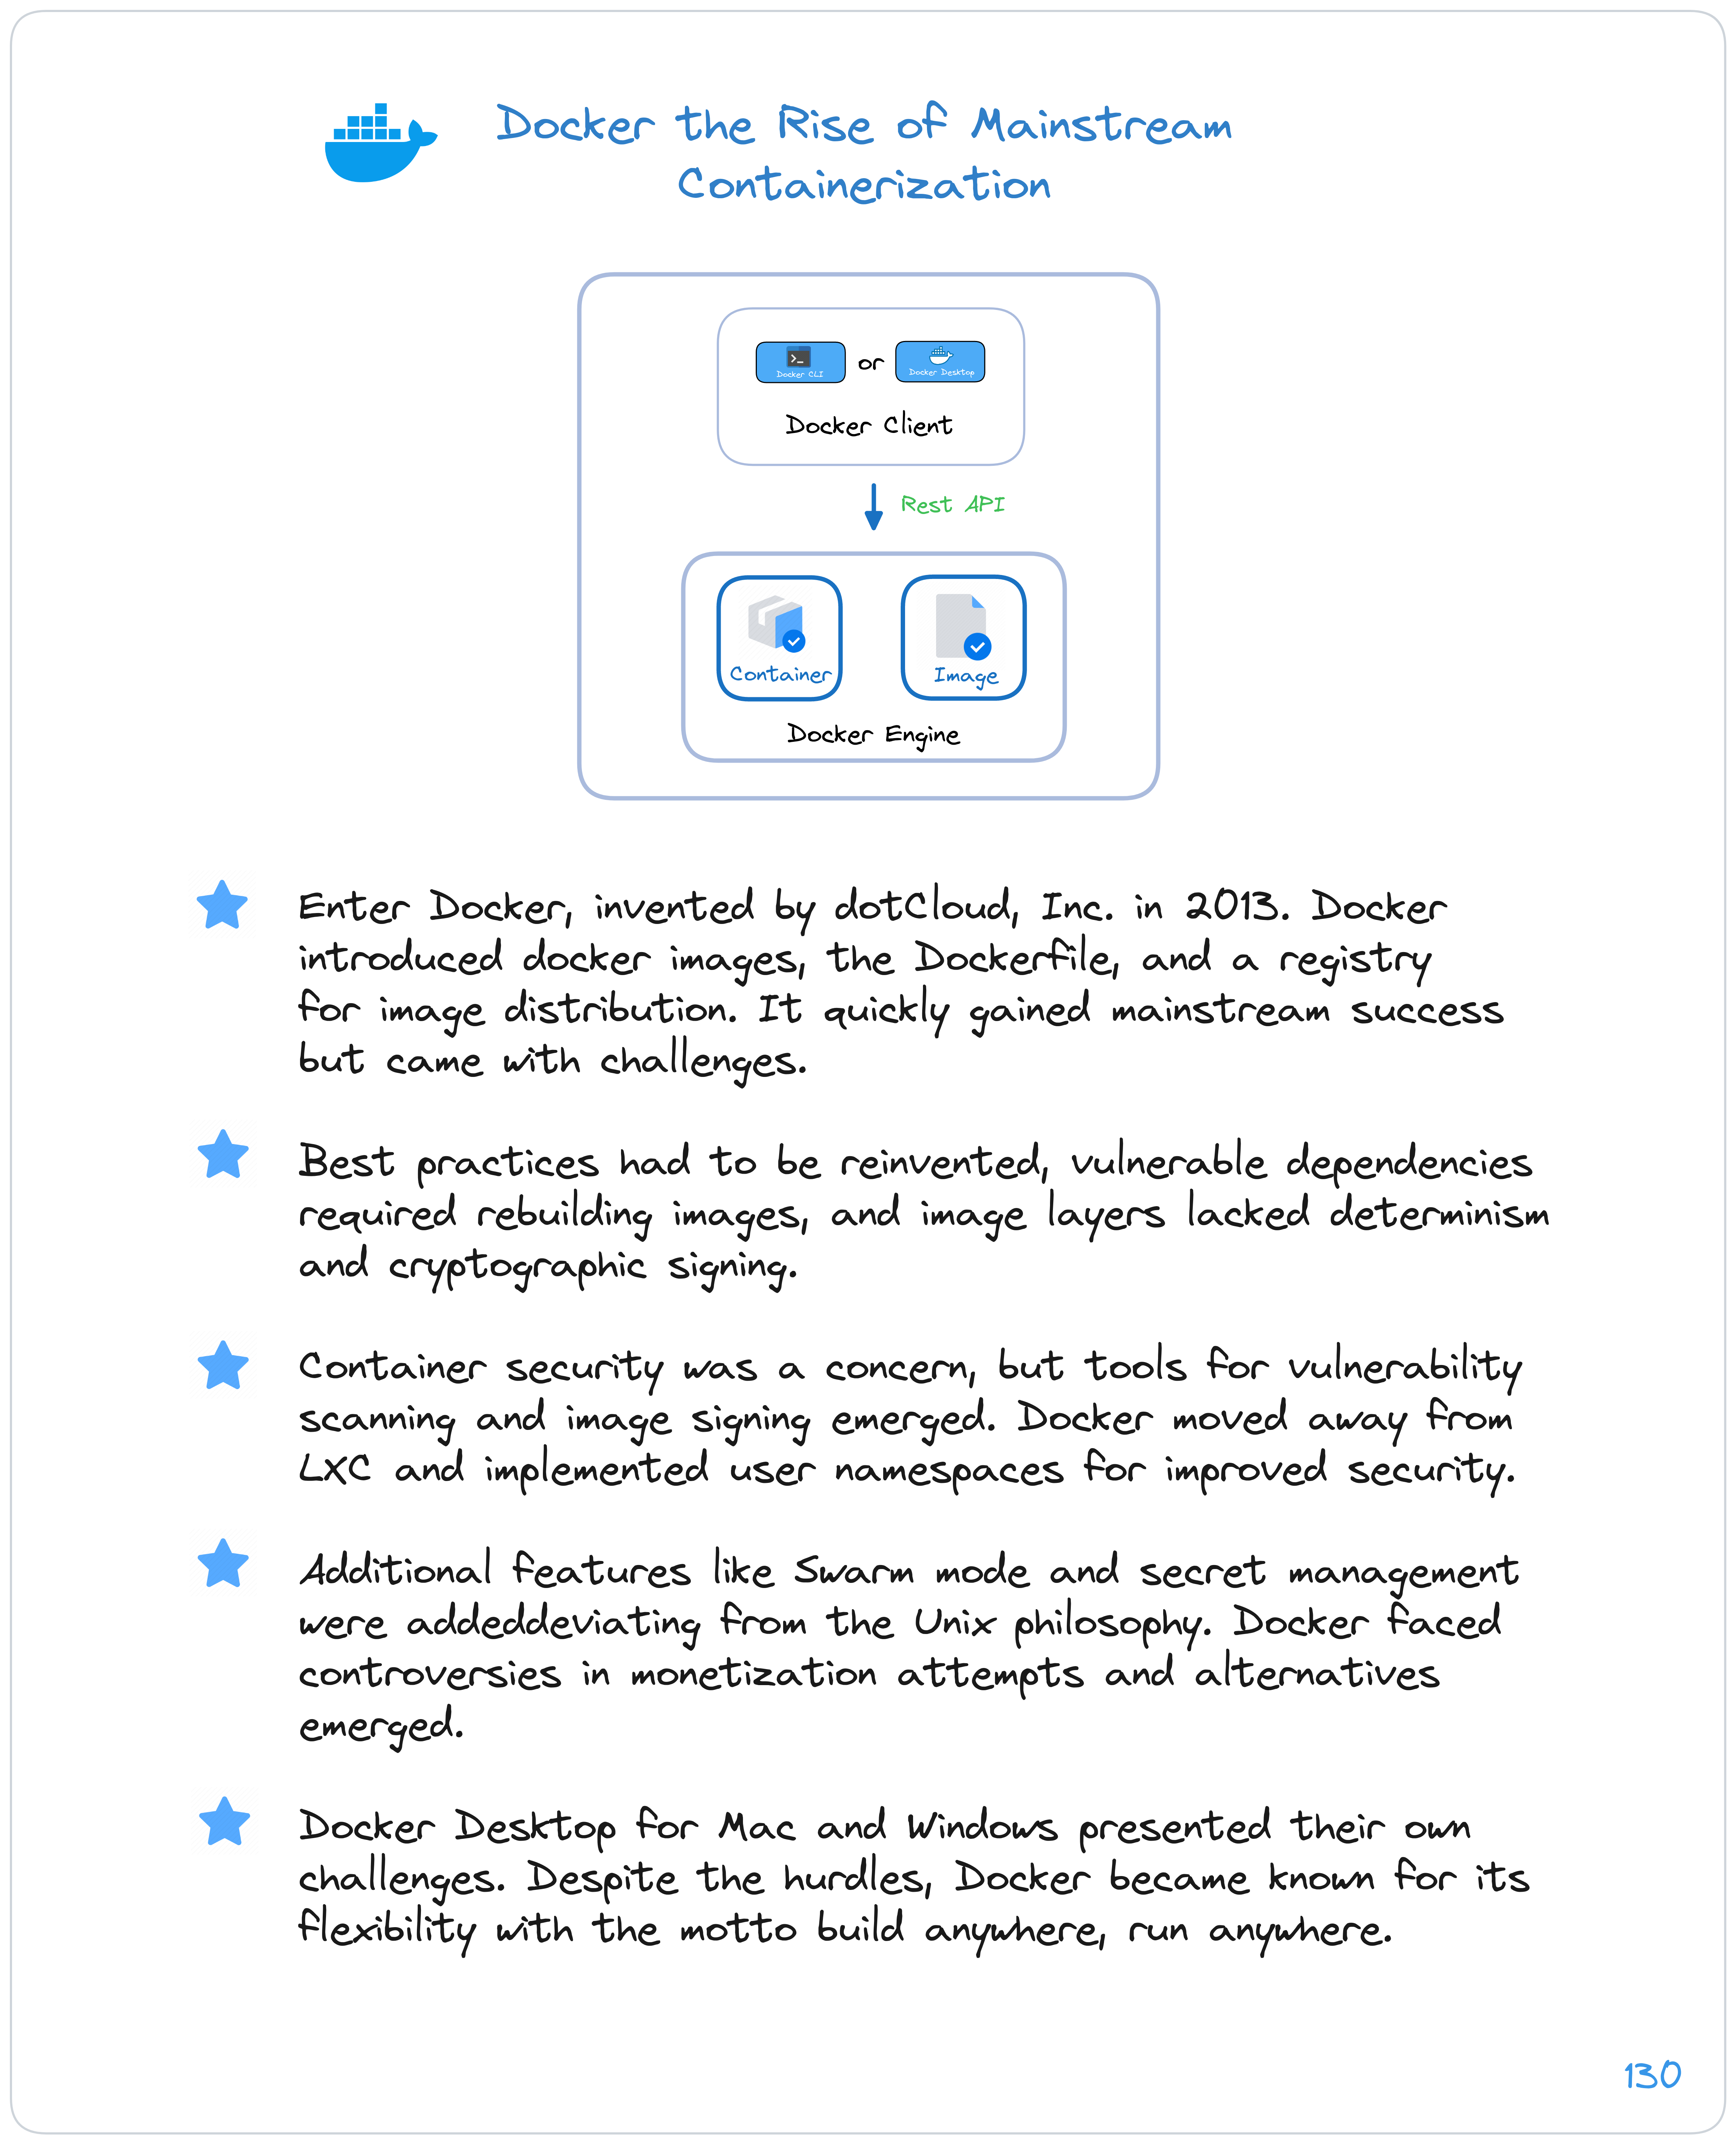 Docker the Rise of Mainstream
Containerization
Docker CLI
or
Docker Desktop
Docker Client
Rest API
Container
Image
Docker Engine
Enter Docker, invented by dotCloud, Inc. in 2013. Docker
introduced docker images, the Dockerfile, and a registry
for image distribution. It quickly gained mainstream success
but came with challenges.
Best practices had to be reinvented, vulnerable dependencies
required rebuilding images, and image layers lacked determinism
and cryptographic signing.
Container security was a concern, but tools for vulnerability
scanning and image signing emerged. Docker moved away from
LXC and implemented user namespaces for improved security.
Additional features like Swarm mode and secret management
were addeddeviating from the Unix philosophy. Docker faced
controversies in monetization attempts and alternatives
emerged.
Docker Desktop for Mac and Windows presented their own
challenges. Despite the hurdles, Docker became known for its
flexibility with the motto build anywhere, run anywhere.
130